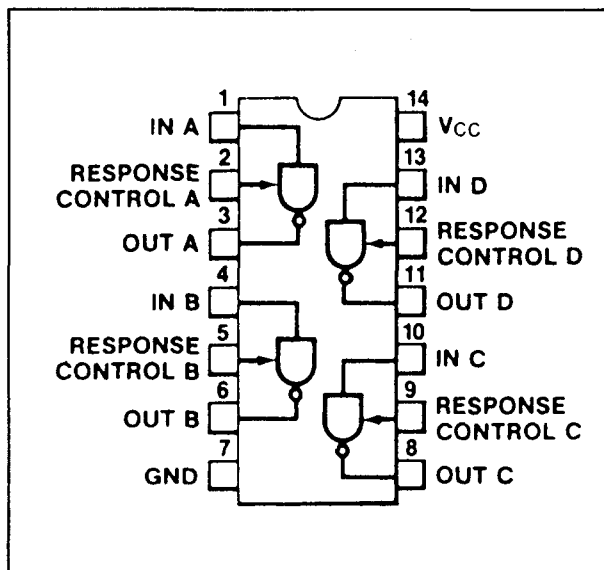 1
IN A
2
RESPONSE
CONTROL A
3
OUT A
4
IN B
5
RESPONSE
CONTROL B
6
OUT B
7
GND
14
VCC
13
IN D
12
RESPONSE
CONTROL D
11
OUT D
10
IN C
9
RESPONSE
CONTROL C
8
OUT C